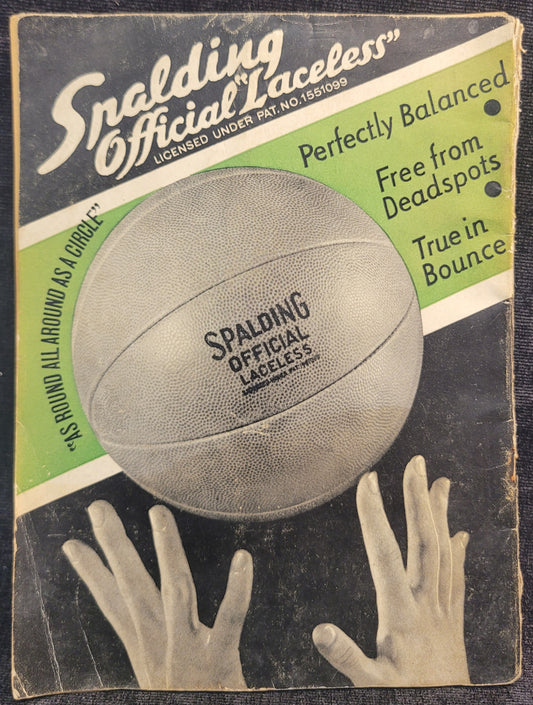 Spalding
Official "Laceless"
LICENSED UNDER PAT. NO. 1551099
Perfectly Balanced
Free from
Deadspots
True in
Bounce
"AS ROUND ALL AROUND AS A CIRCLE"
SPALDING
OFFICIAL
LACELESS